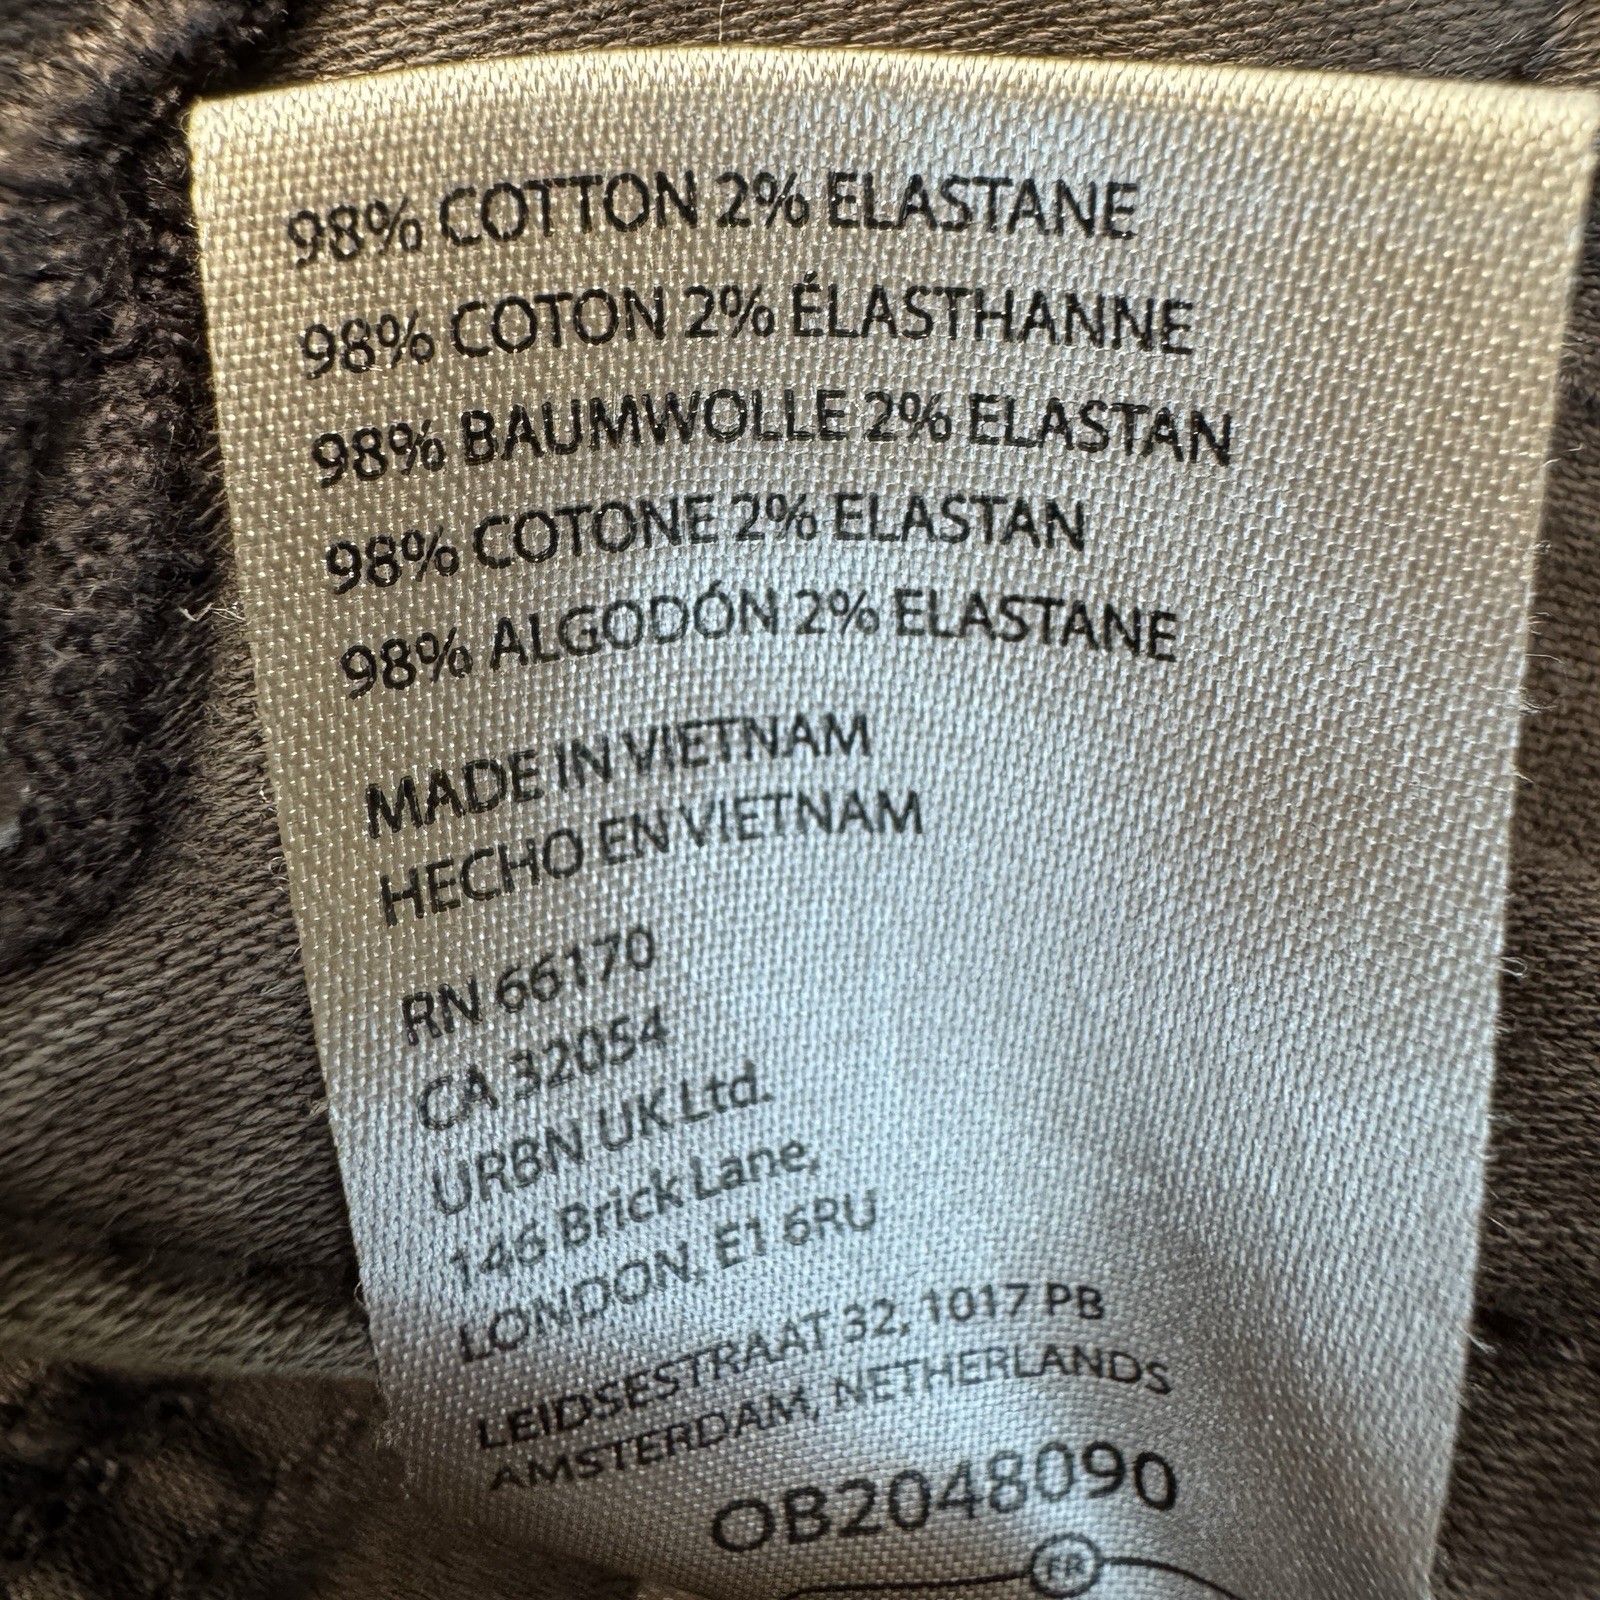 98% COTTON 2% ELASTANE
98% COTON 2% ÉLASTHANNE
98% BAUMWOLLE 2% ELASTAN
98% COTONE 2% ELASTAN
98% ALGODÓN 2% ELASTANE
MADE IN VIETNAM
HECHO EN VIETNAM
RN 66170
CA 32054
URBN UK Ltd.
146 Brick Lane,
LONDON, E1 6RU
LEIDSESTRAAT 32, 1017 PB
AMSTERDAM, NETHERLANDS
OB2048090
FR